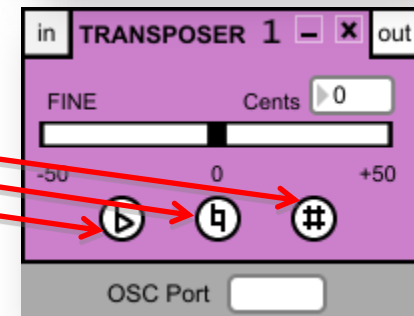 in TRANSPOSER 1 out
FINE Cents 0
-50 0 +50
OSC Port